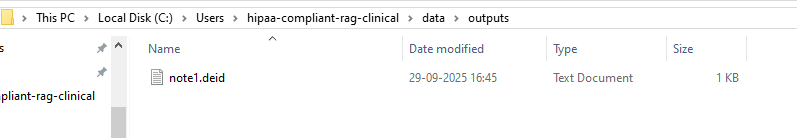 This PC > Local Disk (C:) > Users > hipaa-compliant-rag-clinical > data > outputs
Name Date modified Type Size
note1.deid 29-09-2025 16:45 Text Document 1 KB
pliant-rag-clinical